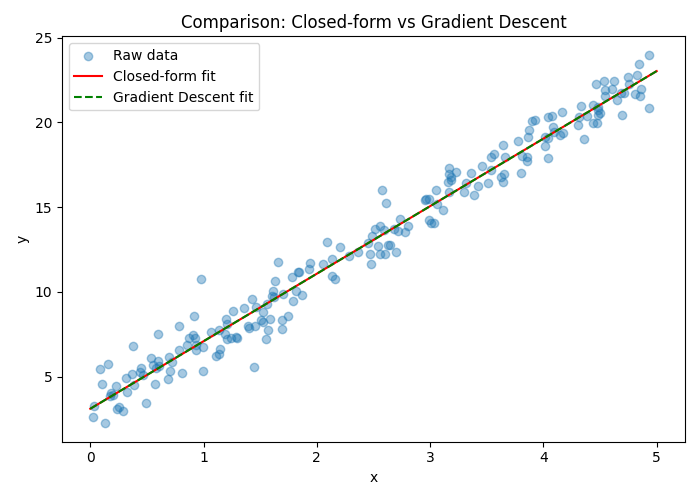 Comparison: Closed-form vs Gradient Descent
25
Raw data
Closed-form fit
Gradient Descent fit
20
15
y
10
5
0 1 2 3 4 5
x